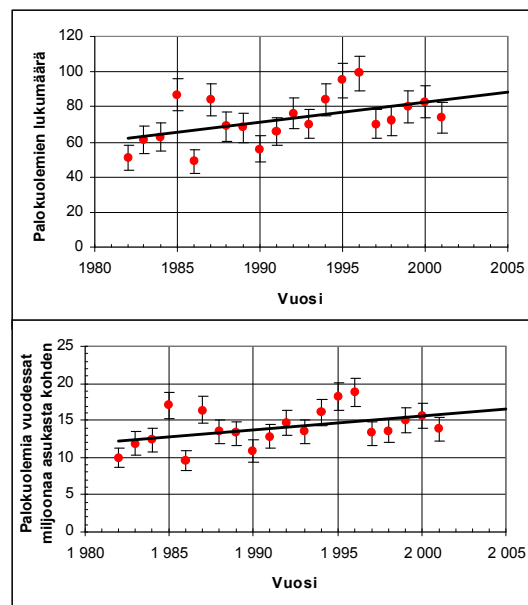 Palokuolemien lukumäärä
120
100
80
60
40
20
0
1980 1985 1990 1995 2000 2005
Vuosi
Palokuolemia vuodessat
miljoonaa asukasta kohden
25
20
15
10
5
0
1 980 1 985 1 990 1 995 2 000 2 005
Vuosi